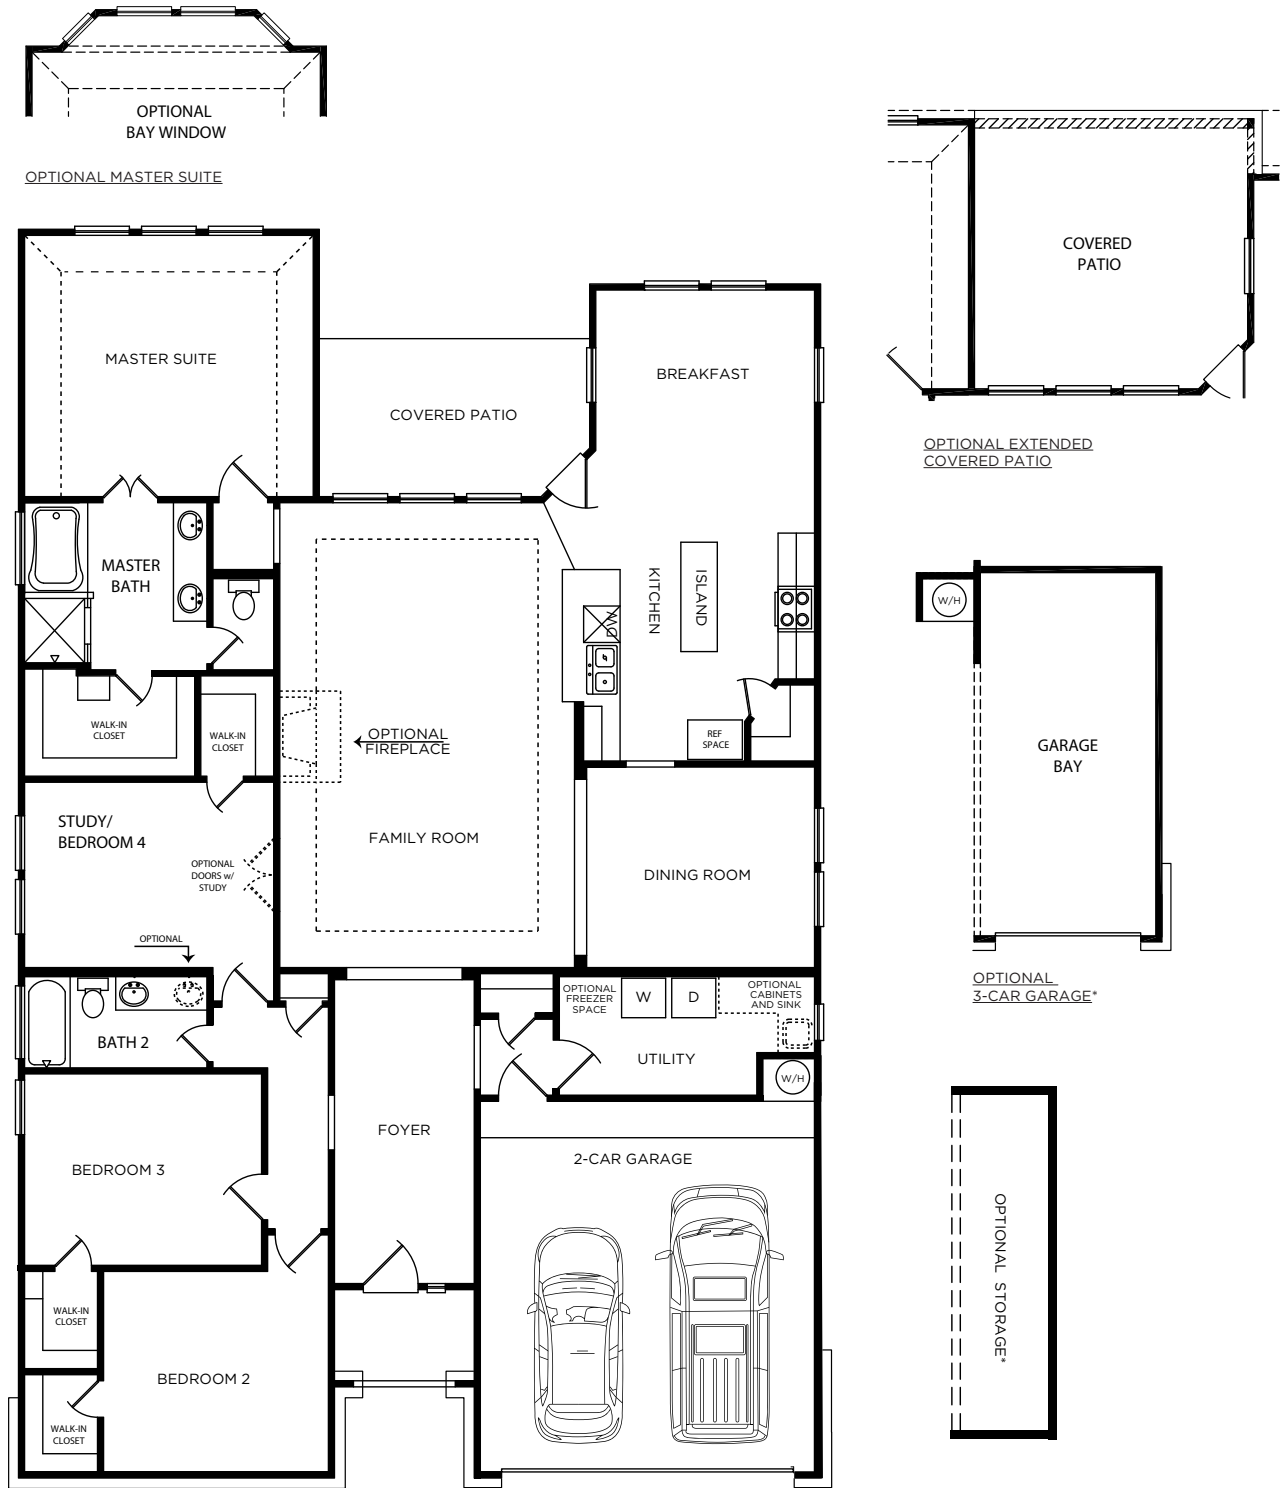 OPTIONAL
BAY WINDOW
OPTIONAL MASTER SUITE
COVERED
PATIO
OPTIONAL EXTENDED
COVERED PATIO
MASTER SUITE
COVERED PATIO
BREAKFAST
MASTER
BATH
KITCHEN
ISLAND
DW
WALK-IN
CLOSET
WALK-IN
CLOSET
OPTIONAL
FIREPLACE
REF
SPACE
W/H
GARAGE
BAY
OPTIONAL
3-CAR GARAGE*
STUDY/
BEDROOM 4
OPTIONAL
DOORS w/
STUDY
FAMILY ROOM
DINING ROOM
OPTIONAL
OPTIONAL
FREEZER
SPACE
W
D
OPTIONAL
CABINETS
AND SINK
BATH 2
UTILITY
W/H
FOYER
BEDROOM 3
2-CAR GARAGE
OPTIONAL STORAGE*
WALK-IN
CLOSET
BEDROOM 2
WALK-IN
CLOSET